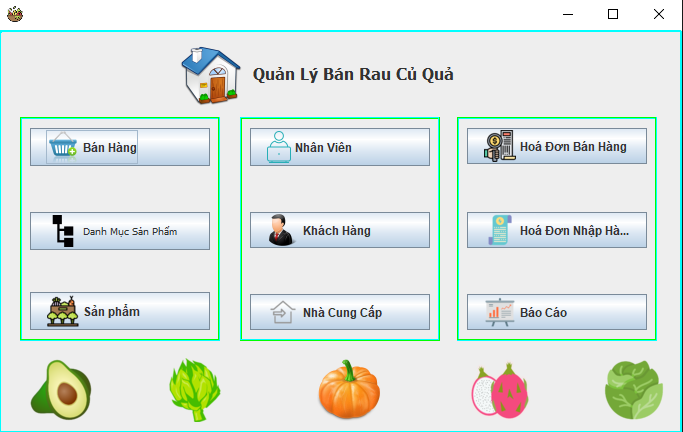 Quản Lý Bán Rau Củ Quả
Bán Hàng
Nhân Viên
Hoá Đơn Bán Hàng
Danh Mục Sản Phẩm
Khách Hàng
Hoá Đơn Nhập Hà...
Sản phẩm
Nhà Cung Cấp
Báo Cáo